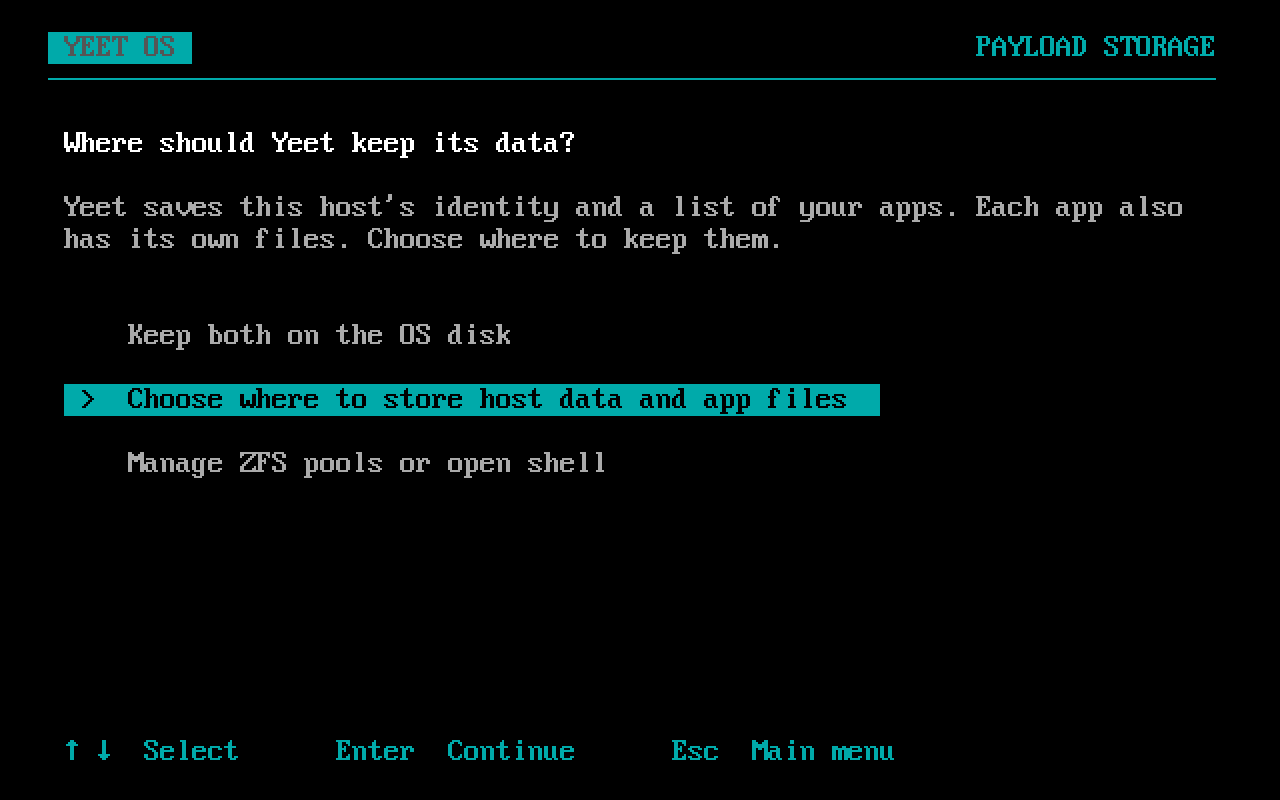 YEET OS
PAYLOAD STORAGE
Where should Yeet keep its data?
Yeet saves this host's identity and a list of your apps. Each app also
has its own files. Choose where to keep them.
Keep both on the OS disk
> Choose where to store host data and app files
Manage ZFS pools or open shell
↑ ↓ Select Enter Continue Esc Main menu